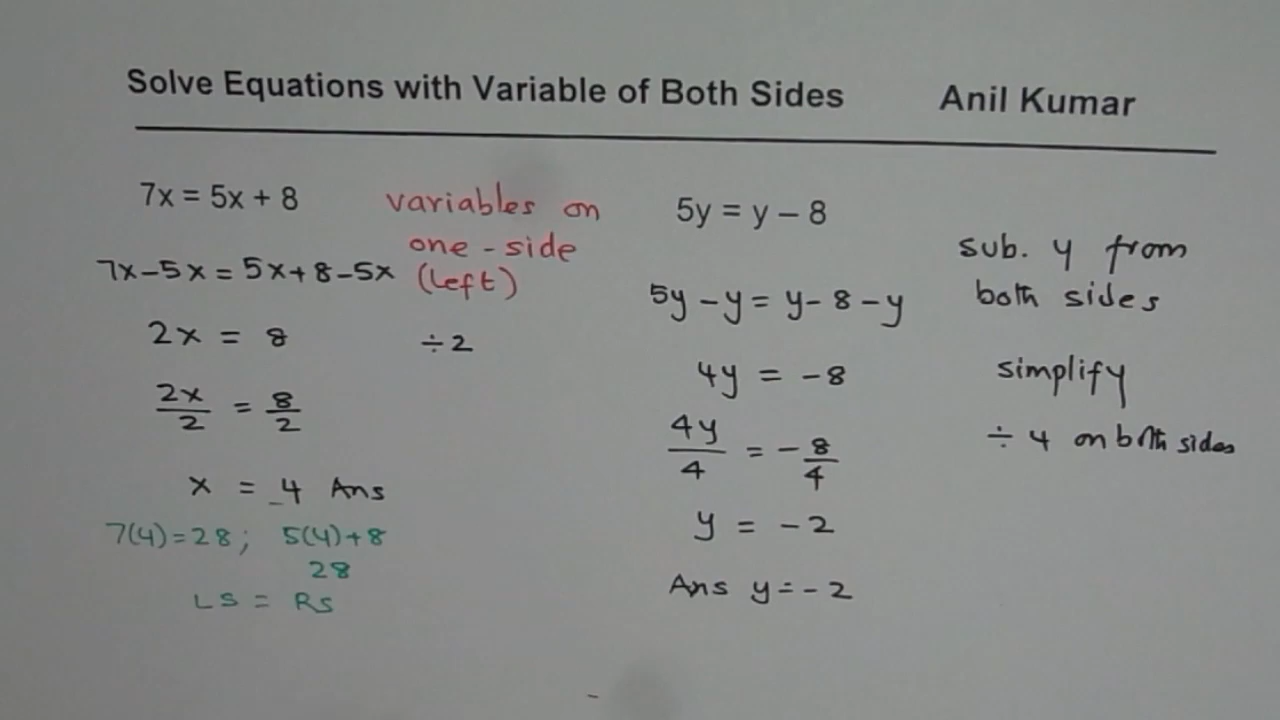 Solve Equations with Variable of Both Sides Anil Kumar
7x = 5x + 8
variables on
one - side
(left)
7x-5x = 5x+8-5x
2x = 8 ÷2
2x/2 = 8/2
x = 4 Ans
7(4)=28; 5(4)+8
28
LS = RS
5y = y – 8
sub. y from
both sides
5y - y = y - 8 - y
4y = -8 simplify
4y/4 = -8/4 ÷ 4 on both sides
y = -2
Ans y = -2